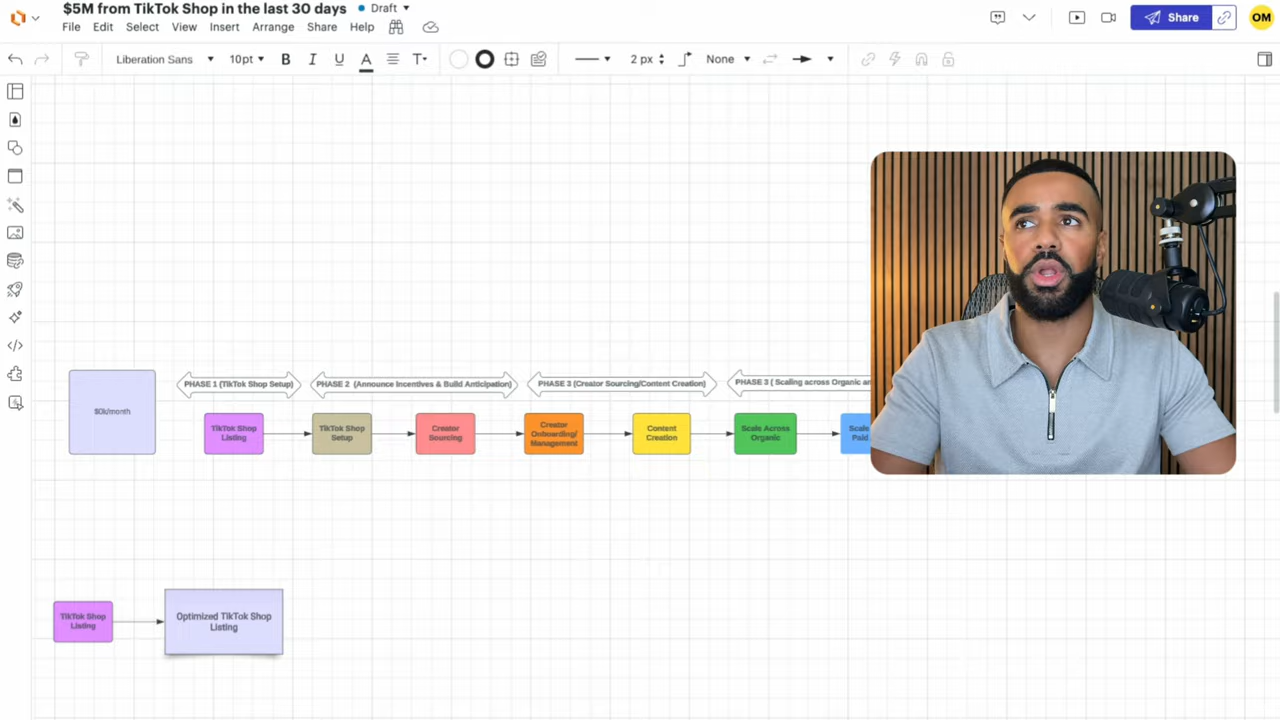 $5M from TikTok Shop in the last 30 days
Draft
File Edit Select View Insert Arrange Share Help
Share
OM
Liberation Sans
10pt
B I U A T
2 px
None
PHASE 1 (TikTok Shop Setup)
PHASE 2 (Announce Incentives & Build Anticipation)
PHASE 3 (Creator Sourcing/Content Creation)
PHASE 3 ( Scaling across Organic an
$0k/month
TikTok Shop
Listing
TikTok Shop
Setup
Creator
Sourcing
Creator
Onboarding/
Management
Content
Creation
Scale Across
Organic
Scale
Paid
TikTok Shop
Listing
Optimized TikTok Shop
Listing